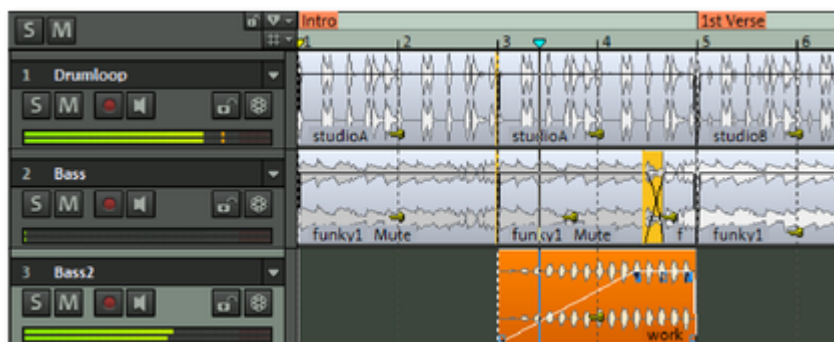 S M Intro 1st Verse
1 2 3 4 5 6
1 Drumloop
S M
studioA studioA studioB
2 Bass
S M
funky1 Mute funky1 Mute f funky1
3 Bass2
S M
work